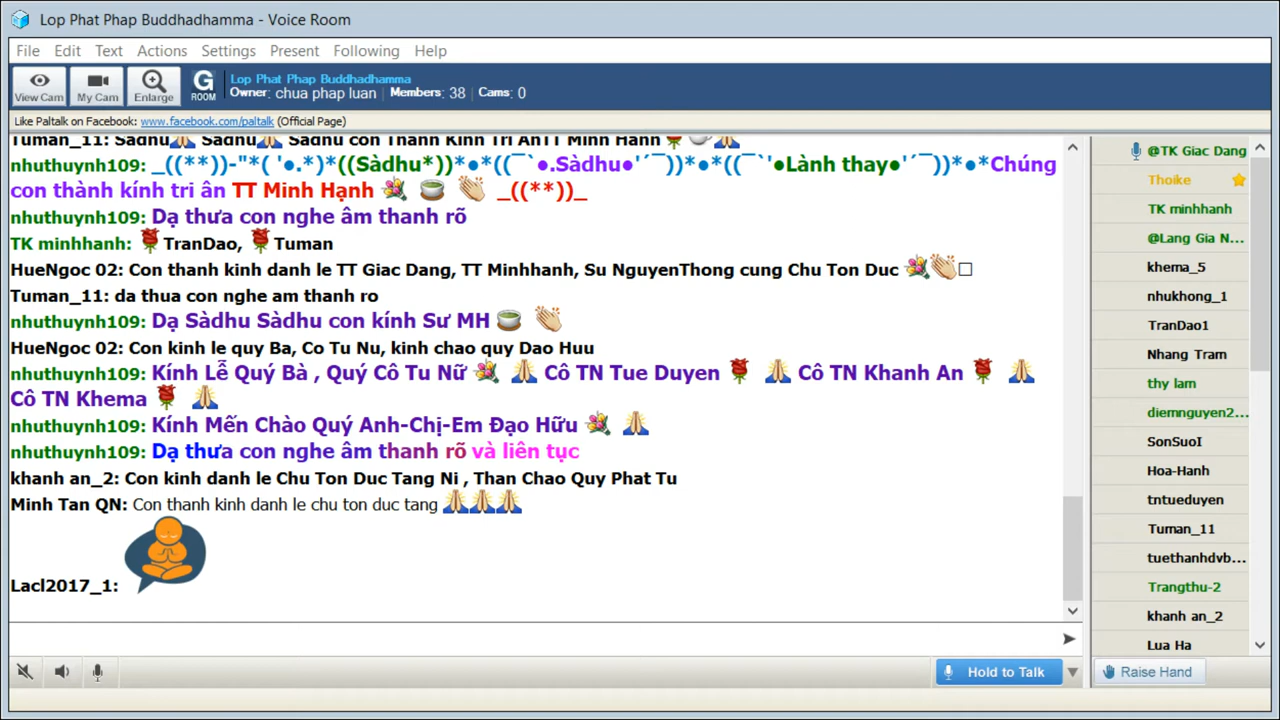 Lop Phat Phap Buddhadhamma - Voice Room
File Edit Text Actions Settings Present Following Help
View Cam My Cam Enlarge G ROOM
Lop Phat Phap Buddhadhamma
Owner: chua phap luan Members: 38 Cams: 0
Like Paltalk on Facebook: www.facebook.com/paltalk (Official Page)
Tuman_11: Sadhu🙏 Sadhu🙏 Sadhu con Thanh Kinh Tri AnTT Minh Hanh🌹☕🙏
nhuthuynh109: _((**))-"*( '●.*)*((Sàdhu*))*●*((¯`●.Sàdhu●'´¯))*●*((¯`'●Lành thay●'´¯))*●*Chúng
con thành kính tri ân TT Minh Hạnh 💐 🍵 👏 _((**))_
nhuthuynh109: Dạ thưa con nghe âm thanh rõ
TK minhhanh: 🌹TranDao, 🌹Tuman
HueNgoc 02: Con thanh kinh danh le TT Giac Dang, TT Minhhanh, Su NguyenThong cung Chu Ton Duc 💐👏□
Tuman_11: da thua con nghe am thanh ro
nhuthuynh109: Dạ Sàdhu Sàdhu con kính Sư MH 🍵 👏
HueNgoc 02: Con kinh le quy Ba, Co Tu Nu, kinh chao quy Dao Huu
nhuthuynh109: Kính Lễ Quý Bà , Quý Cô Tu Nữ 💐 🙏 Cô TN Tue Duyen 🌹 🙏 Cô TN Khanh An 🌹 🙏
Cô TN Khema 🌹 🙏
nhuthuynh109: Kính Mến Chào Quý Anh-Chị-Em Đạo Hữu 💐 🙏
nhuthuynh109: Dạ thưa con nghe âm thanh rõ và liên tục
khanh an_2: Con kinh danh le Chu Ton Duc Tang Ni , Than Chao Quy Phat Tu
Minh Tan QN: Con thanh kinh danh le chu ton duc tang 🙏🙏🙏
Lacl2017_1:
Hold to Talk
@TK Giac Dang
Thoike
TK minhhanh
@Lang Gia N...
khema_5
nhukhong_1
TranDao1
Nhang Tram
thy lam
diemnguyen2...
SonSuoI
Hoa-Hanh
tntueduyen
Tuman_11
tuethanhdvb...
Trangthu-2
khanh an_2
Lua Ha
Raise Hand